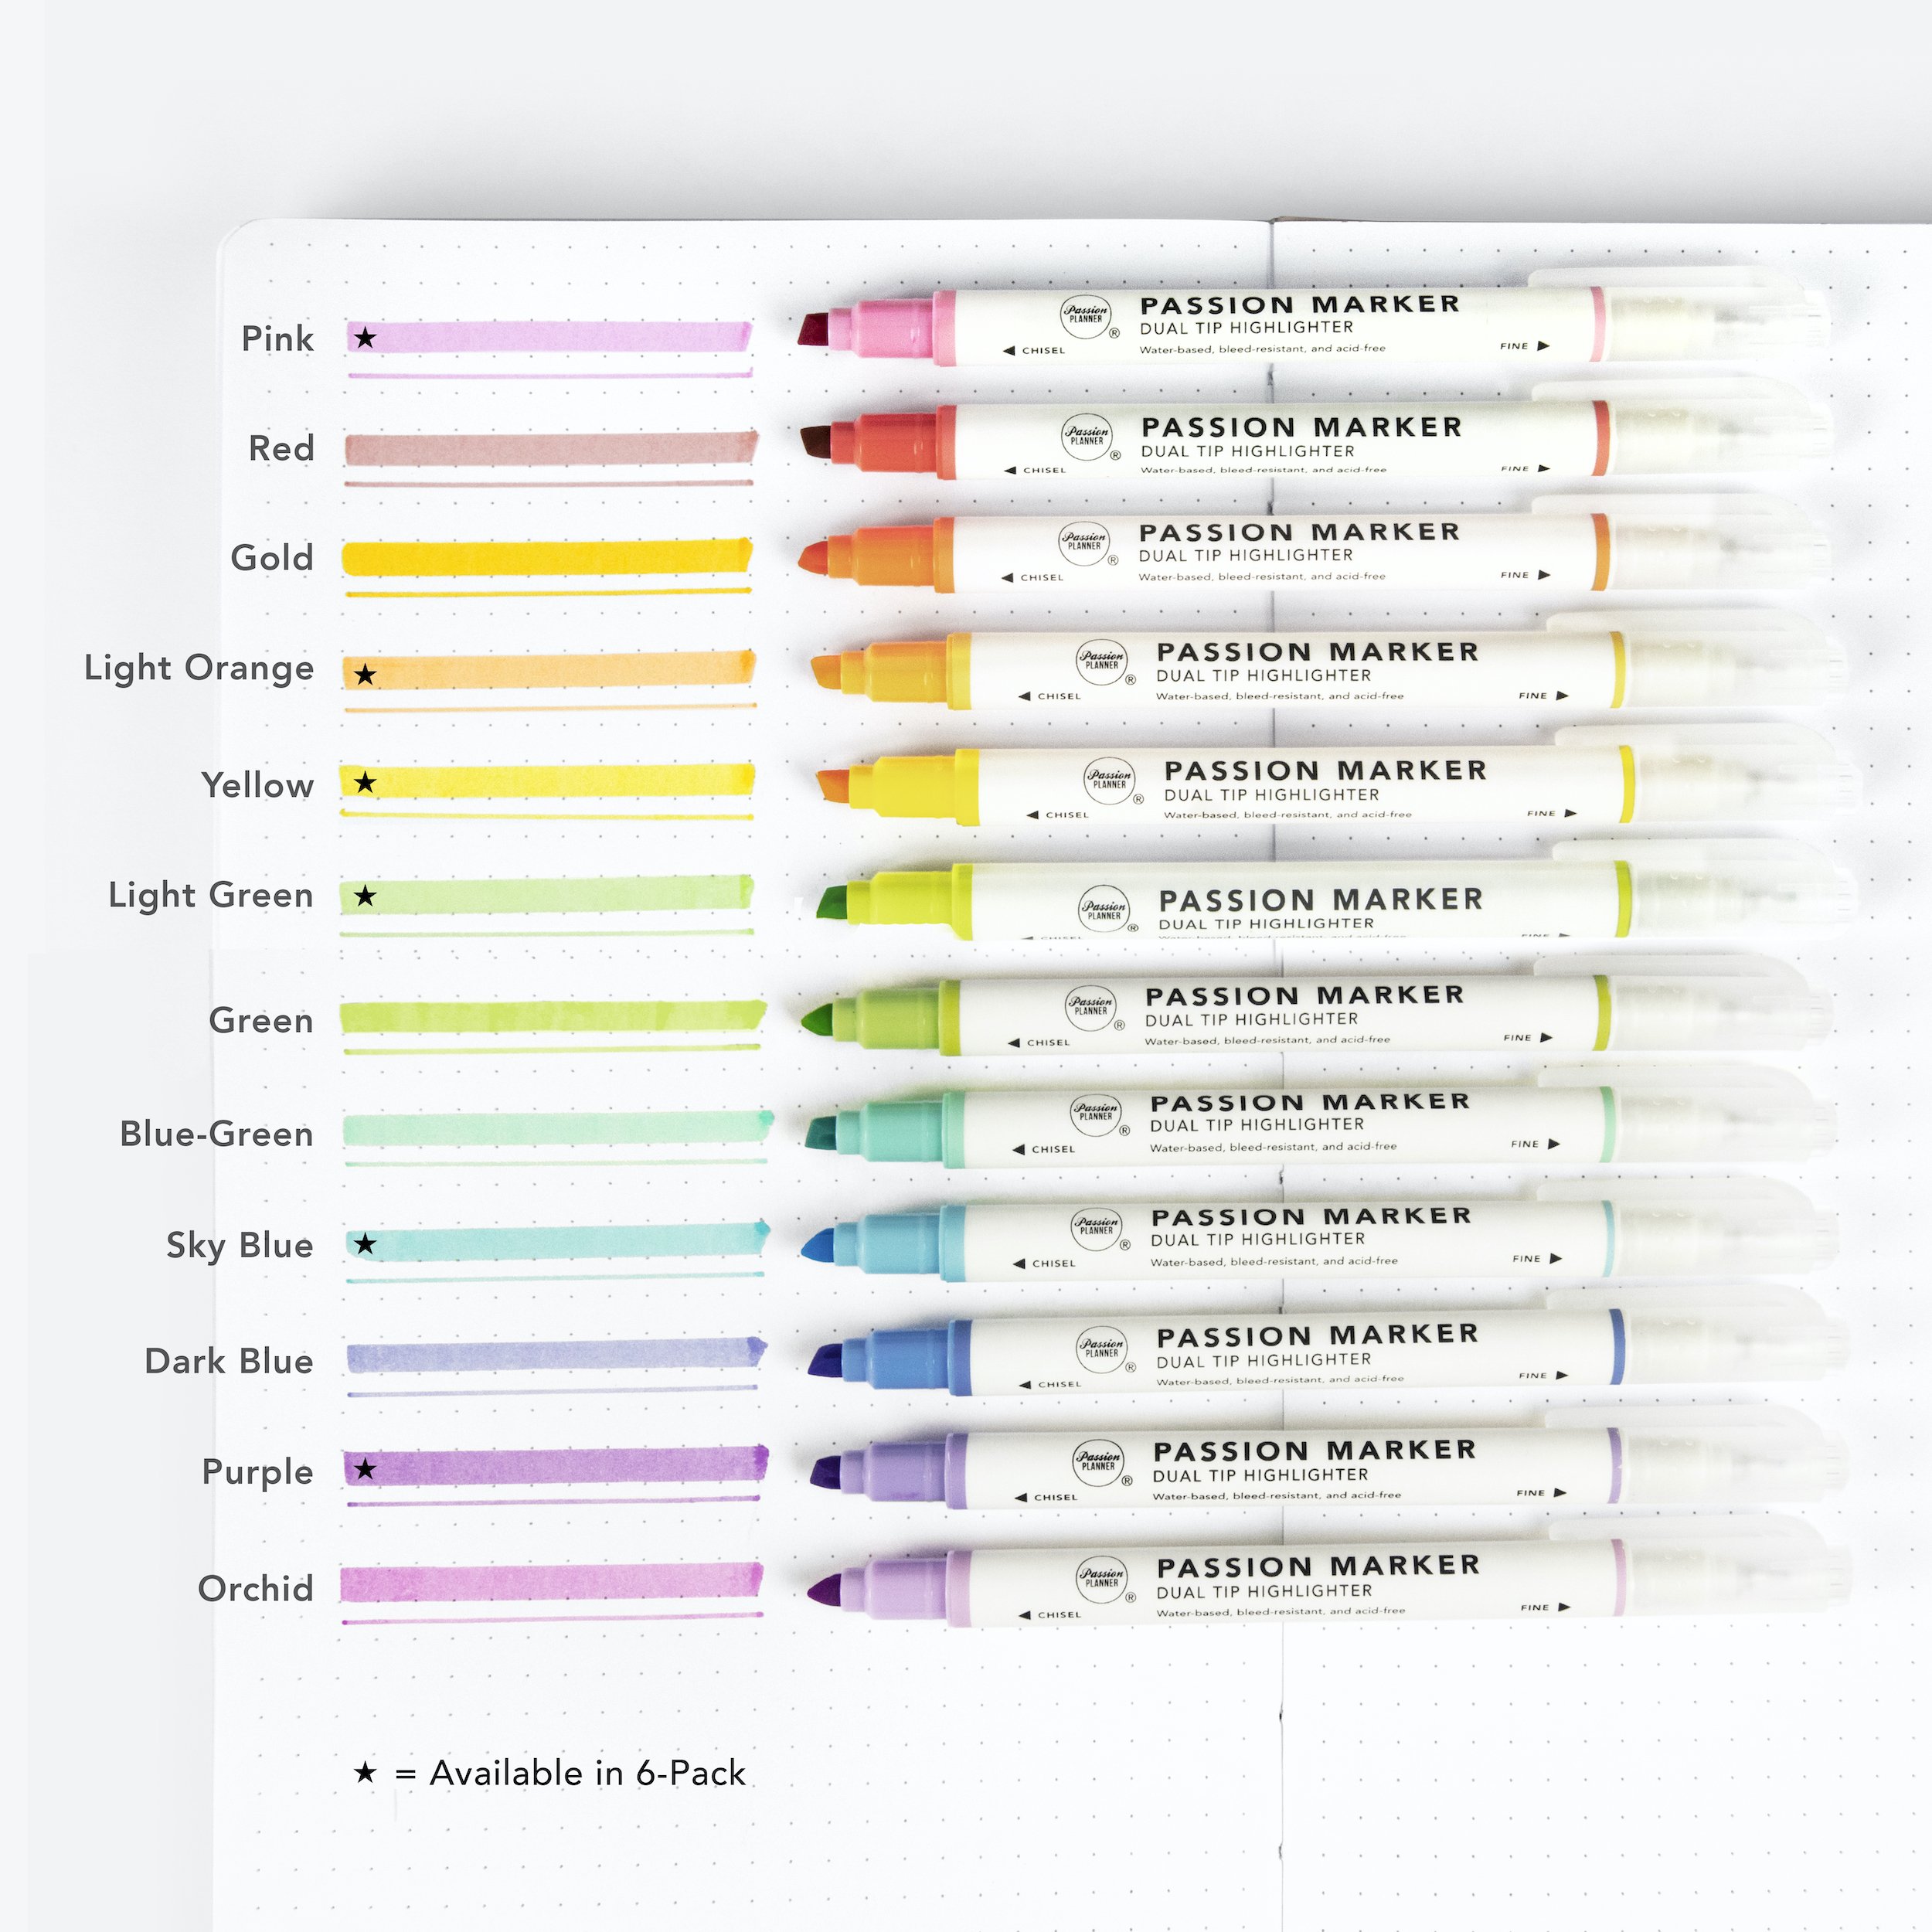 Pink
★
Passion
PLANNER
®
PASSION MARKER
DUAL TIP HIGHLIGHTER
◀ CHISEL
Water-based, bleed-resistant, and acid-free
FINE ▶
Red
Passion
PLANNER
®
PASSION MARKER
DUAL TIP HIGHLIGHTER
◀ CHISEL
Water-based, bleed-resistant, and acid-free
FINE ▶
Gold
Passion
PLANNER
®
PASSION MARKER
DUAL TIP HIGHLIGHTER
◀ CHISEL
Water-based, bleed-resistant, and acid-free
FINE ▶
Light Orange
★
Passion
PLANNER
®
PASSION MARKER
DUAL TIP HIGHLIGHTER
◀ CHISEL
Water-based, bleed-resistant, and acid-free
FINE ▶
Yellow
★
Passion
PLANNER
®
PASSION MARKER
DUAL TIP HIGHLIGHTER
◀ CHISEL
Water-based, bleed-resistant, and acid-free
FINE ▶
Light Green
★
Passion
PLANNER
®
PASSION MARKER
DUAL TIP HIGHLIGHTER
Green
Passion
PLANNER
®
PASSION MARKER
DUAL TIP HIGHLIGHTER
◀ CHISEL
Water-based, bleed-resistant, and acid-free
FINE ▶
Blue-Green
Passion
PLANNER
®
PASSION MARKER
DUAL TIP HIGHLIGHTER
◀ CHISEL
Water-based, bleed-resistant, and acid-free
FINE ▶
Sky Blue
★
Passion
PLANNER
®
PASSION MARKER
DUAL TIP HIGHLIGHTER
◀ CHISEL
Water-based, bleed-resistant, and acid-free
FINE ▶
Dark Blue
Passion
PLANNER
®
PASSION MARKER
DUAL TIP HIGHLIGHTER
◀ CHISEL
Water-based, bleed-resistant, and acid-free
FINE ▶
Purple
★
Passion
PLANNER
®
PASSION MARKER
DUAL TIP HIGHLIGHTER
◀ CHISEL
Water-based, bleed-resistant, and acid-free
FINE ▶
Orchid
Passion
PLANNER
®
PASSION MARKER
DUAL TIP HIGHLIGHTER
◀ CHISEL
Water-based, bleed-resistant, and acid-free
FINE ▶
★ = Available in 6-Pack